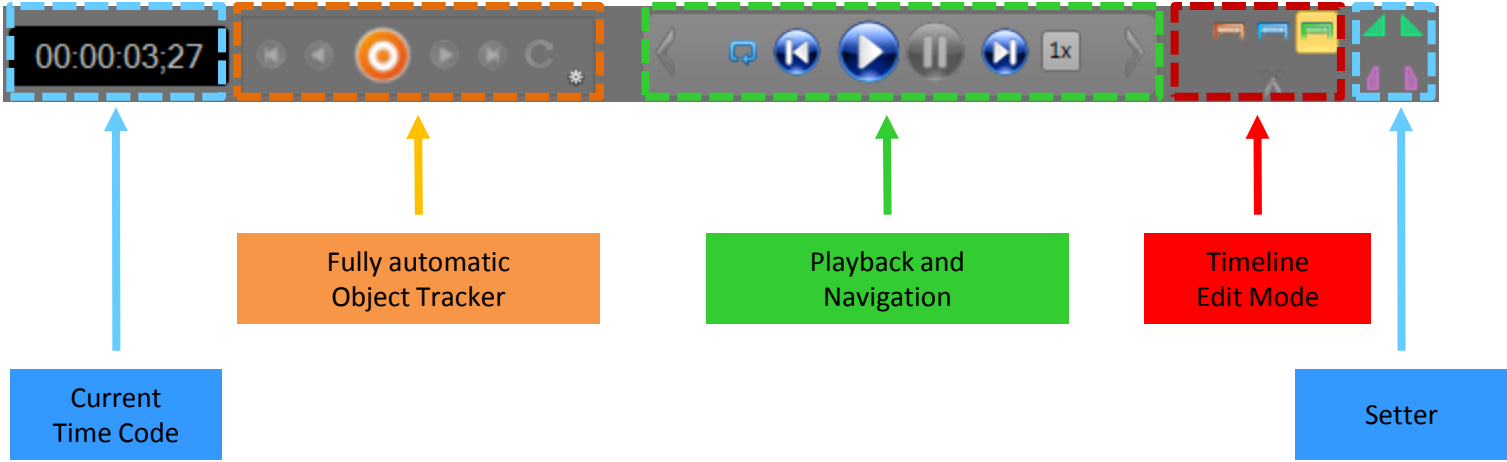 00:00:03;27
1x
Fully automatic
Object Tracker
Playback and
Navigation
Timeline
Edit Mode
Current
Time Code
Setter